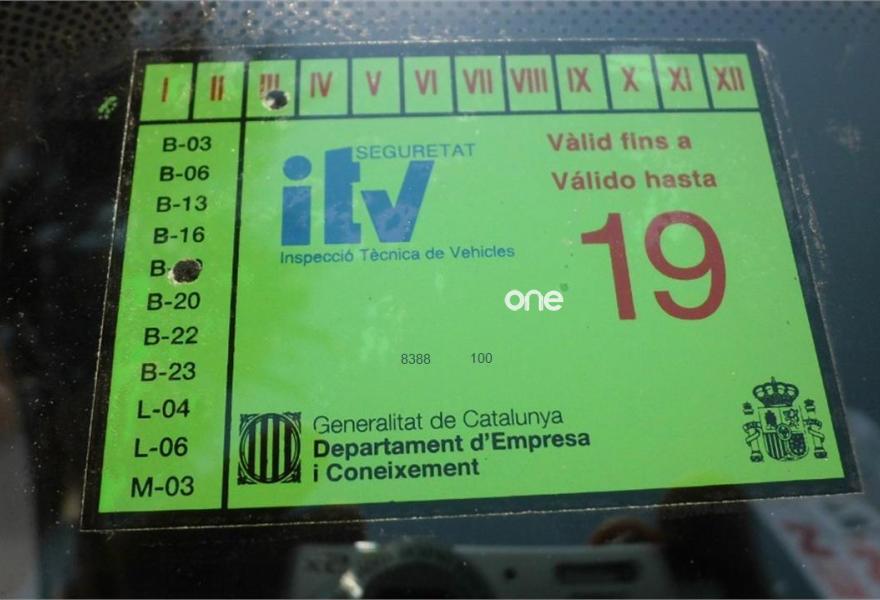 I II III IV V VI VII VIII IX X XI XII
B-03
B-06
B-13
B-16
B-20
B-22
B-23
L-04
L-06
M-03
SEGURETAT
itv
Inspecció Tècnica de Vehicles
Vàlid fins a
Válido hasta
19
one
8388 100
Generalitat de Catalunya
Departament d'Empresa
i Coneixement